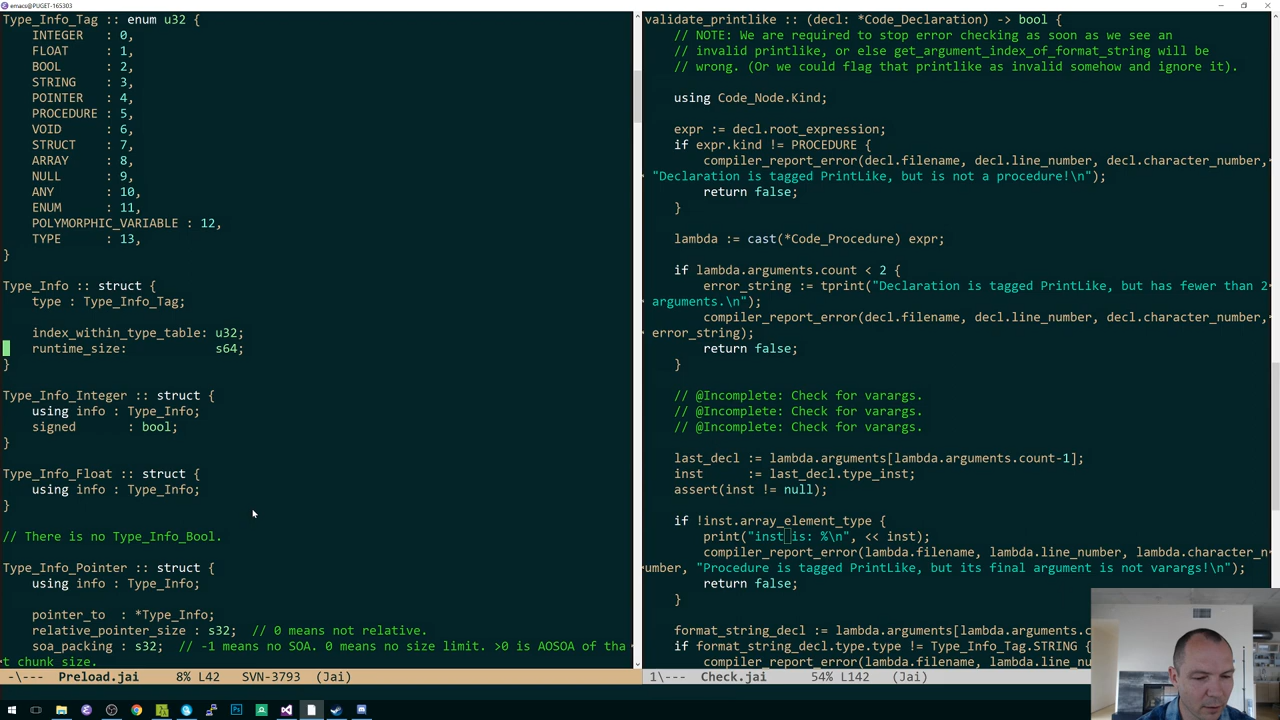 emacs@PUGET-165303
Type_Info_Tag :: enum u32 {
    INTEGER   : 0,
    FLOAT     : 1,
    BOOL      : 2,
    STRING    : 3,
    POINTER   : 4,
    PROCEDURE : 5,
    VOID      : 6,
    STRUCT    : 7,
    ARRAY     : 8,
    NULL      : 9,
    ANY       : 10,
    ENUM      : 11,
    POLYMORPHIC_VARIABLE : 12,
    TYPE      : 13,
}
Type_Info :: struct {
    type : Type_Info_Tag;
    index_within_type_table: u32;
    runtime_size:            s64;
}
Type_Info_Integer :: struct {
    using info : Type_Info;
    signed       : bool;
}
Type_Info_Float :: struct {
    using info : Type_Info;
}
// There is no Type_Info_Bool.
Type_Info_Pointer :: struct {
    using info : Type_Info;
    pointer_to  : *Type_Info;
    relative_pointer_size : s32;  // 0 means not relative.
    soa_packing : s32;  // -1 means no SOA. 0 means no size limit. >0 is AOSOA of tha
t chunk size.
-\---  Preload.jai     8% L42    SVN-3793  (Jai)
validate_printlike :: (decl: *Code_Declaration) -> bool {
    // NOTE: We are required to stop error checking as soon as we see an
    // invalid printlike, or else get_argument_index_of_format_string will be
    // wrong. (Or we could flag that printlike as invalid somehow and ignore it).
    using Code_Node.Kind;
    expr := decl.root_expression;
    if expr.kind != PROCEDURE {
        compiler_report_error(decl.filename, decl.line_number, decl.character_number,
 "Declaration is tagged PrintLike, but is not a procedure!\n");
        return false;
    }
    lambda := cast(*Code_Procedure) expr;
    if lambda.arguments.count < 2 {
        error_string := tprint("Declaration is tagged PrintLike, but has fewer than 2
 arguments.\n");
        compiler_report_error(decl.filename, decl.line_number, decl.character_number,
 error_string);
        return false;
    }
    // @Incomplete: Check for varargs.
    // @Incomplete: Check for varargs.
    // @Incomplete: Check for varargs.
    last_decl := lambda.arguments[lambda.arguments.count-1];
    inst      := last_decl.type_inst;
    assert(inst != null);
    if !inst.array_element_type {
        print("inst is: %\n", << inst);
        compiler_report_error(lambda.filename, lambda.line_number, lambda.character_n
umber, "Procedure is tagged PrintLike, but its final argument is not varargs!\n");
        return false;
    }
    format_string_decl := lambda.arguments[lambda.arguments.c
    if format_string_decl.type.type != Type_Info_Tag.STRING {
        compiler_report_error(lambda.filename, lambda.line_nu
1\---  Check.jai      54% L142   (Jai)